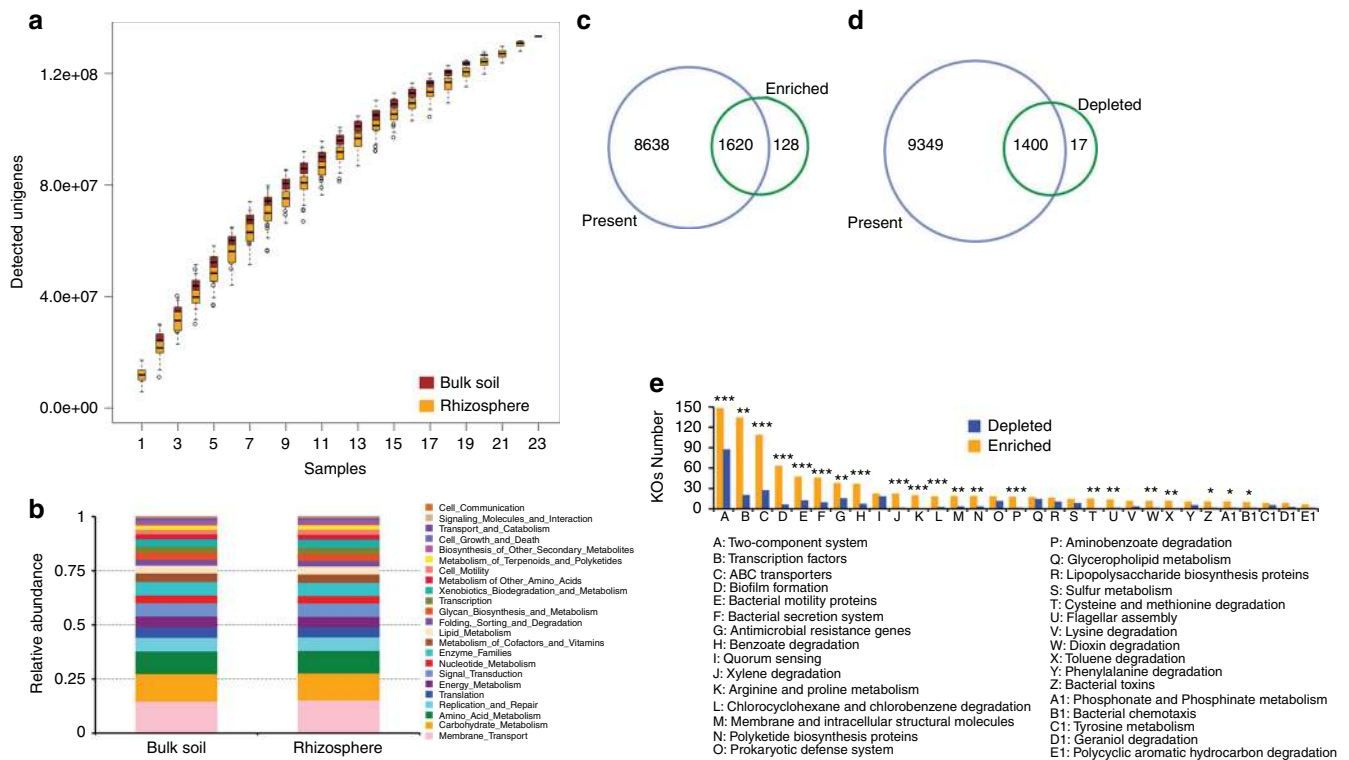 a
Detected unigenes
1.2e+08
8.0e+07
4.0e+07
0.0e+00
Bulk soil
Rhizosphere
1 3 5 7 9 11 13 15 17 19 21 23
Samples
b
Relative abundance
1
0.75
0.5
0.25
0
Bulk soil
Rhizosphere
Cell_Communication
Signaling_Molecules_and_Interaction
Transport_and_Catabolism
Cell_Growth_and_Death
Biosynthesis_of_Other_Secondary_Metabolites
Metabolism_of_Terpenoids_and_Polyketides
Cell_Motility
Metabolism_of_Other_Amino_Acids
Xenobiotics_Biodegradation_and_Metabolism
Transcription
Glycan_Biosynthesis_and_Metabolism
Folding,_Sorting_and_Degradation
Lipid_Metabolism
Metabolism_of_Cofactors_and_Vitamins
Enzyme_Families
Nucleotide_Metabolism
Signal_Transduction
Energy_Metabolism
Translation
Replication_and_Repair
Amino_Acid_Metabolism
Carbohydrate_Metabolism
Membrane_Transport
c
Enriched
8638 1620 128
Present
d
Depleted
9349 1400 17
Present
e
KOs Number
150
120
90
60
30
0
*** ** *** *** *** *** ** *** *** *** *** ** ** *** ** ** ** ** * * *
Depleted
Enriched
A B C D E F G H I J K L M N O P Q R S T U V W X Y Z A1 B1 C1 D1 E1
A: Two-component system
B: Transcription factors
C: ABC transporters
D: Biofilm formation
E: Bacterial motility proteins
F: Bacterial secretion system
G: Antimicrobial resistance genes
H: Benzoate degradation
I: Quorum sensing
J: Xylene degradation
K: Arginine and proline metabolism
L: Chlorocyclohexane and chlorobenzene degradation
M: Membrane and intracellular structural molecules
N: Polyketide biosynthesis proteins
O: Prokaryotic defense system
P: Aminobenzoate degradation
Q: Glyceropholipid metabolism
R: Lipopolysaccharide biosynthesis proteins
S: Sulfur metabolism
T: Cysteine and methionine degradation
U: Flagellar assembly
V: Lysine degradation
W: Dioxin degradation
X: Toluene degradation
Y: Phenylalanine degradation
Z: Bacterial toxins
A1: Phosphonate and Phosphinate metabolism
B1: Bacterial chemotaxis
C1: Tyrosine metabolism
D1: Geraniol degradation
E1: Polycyclic aromatic hydrocarbon degradation